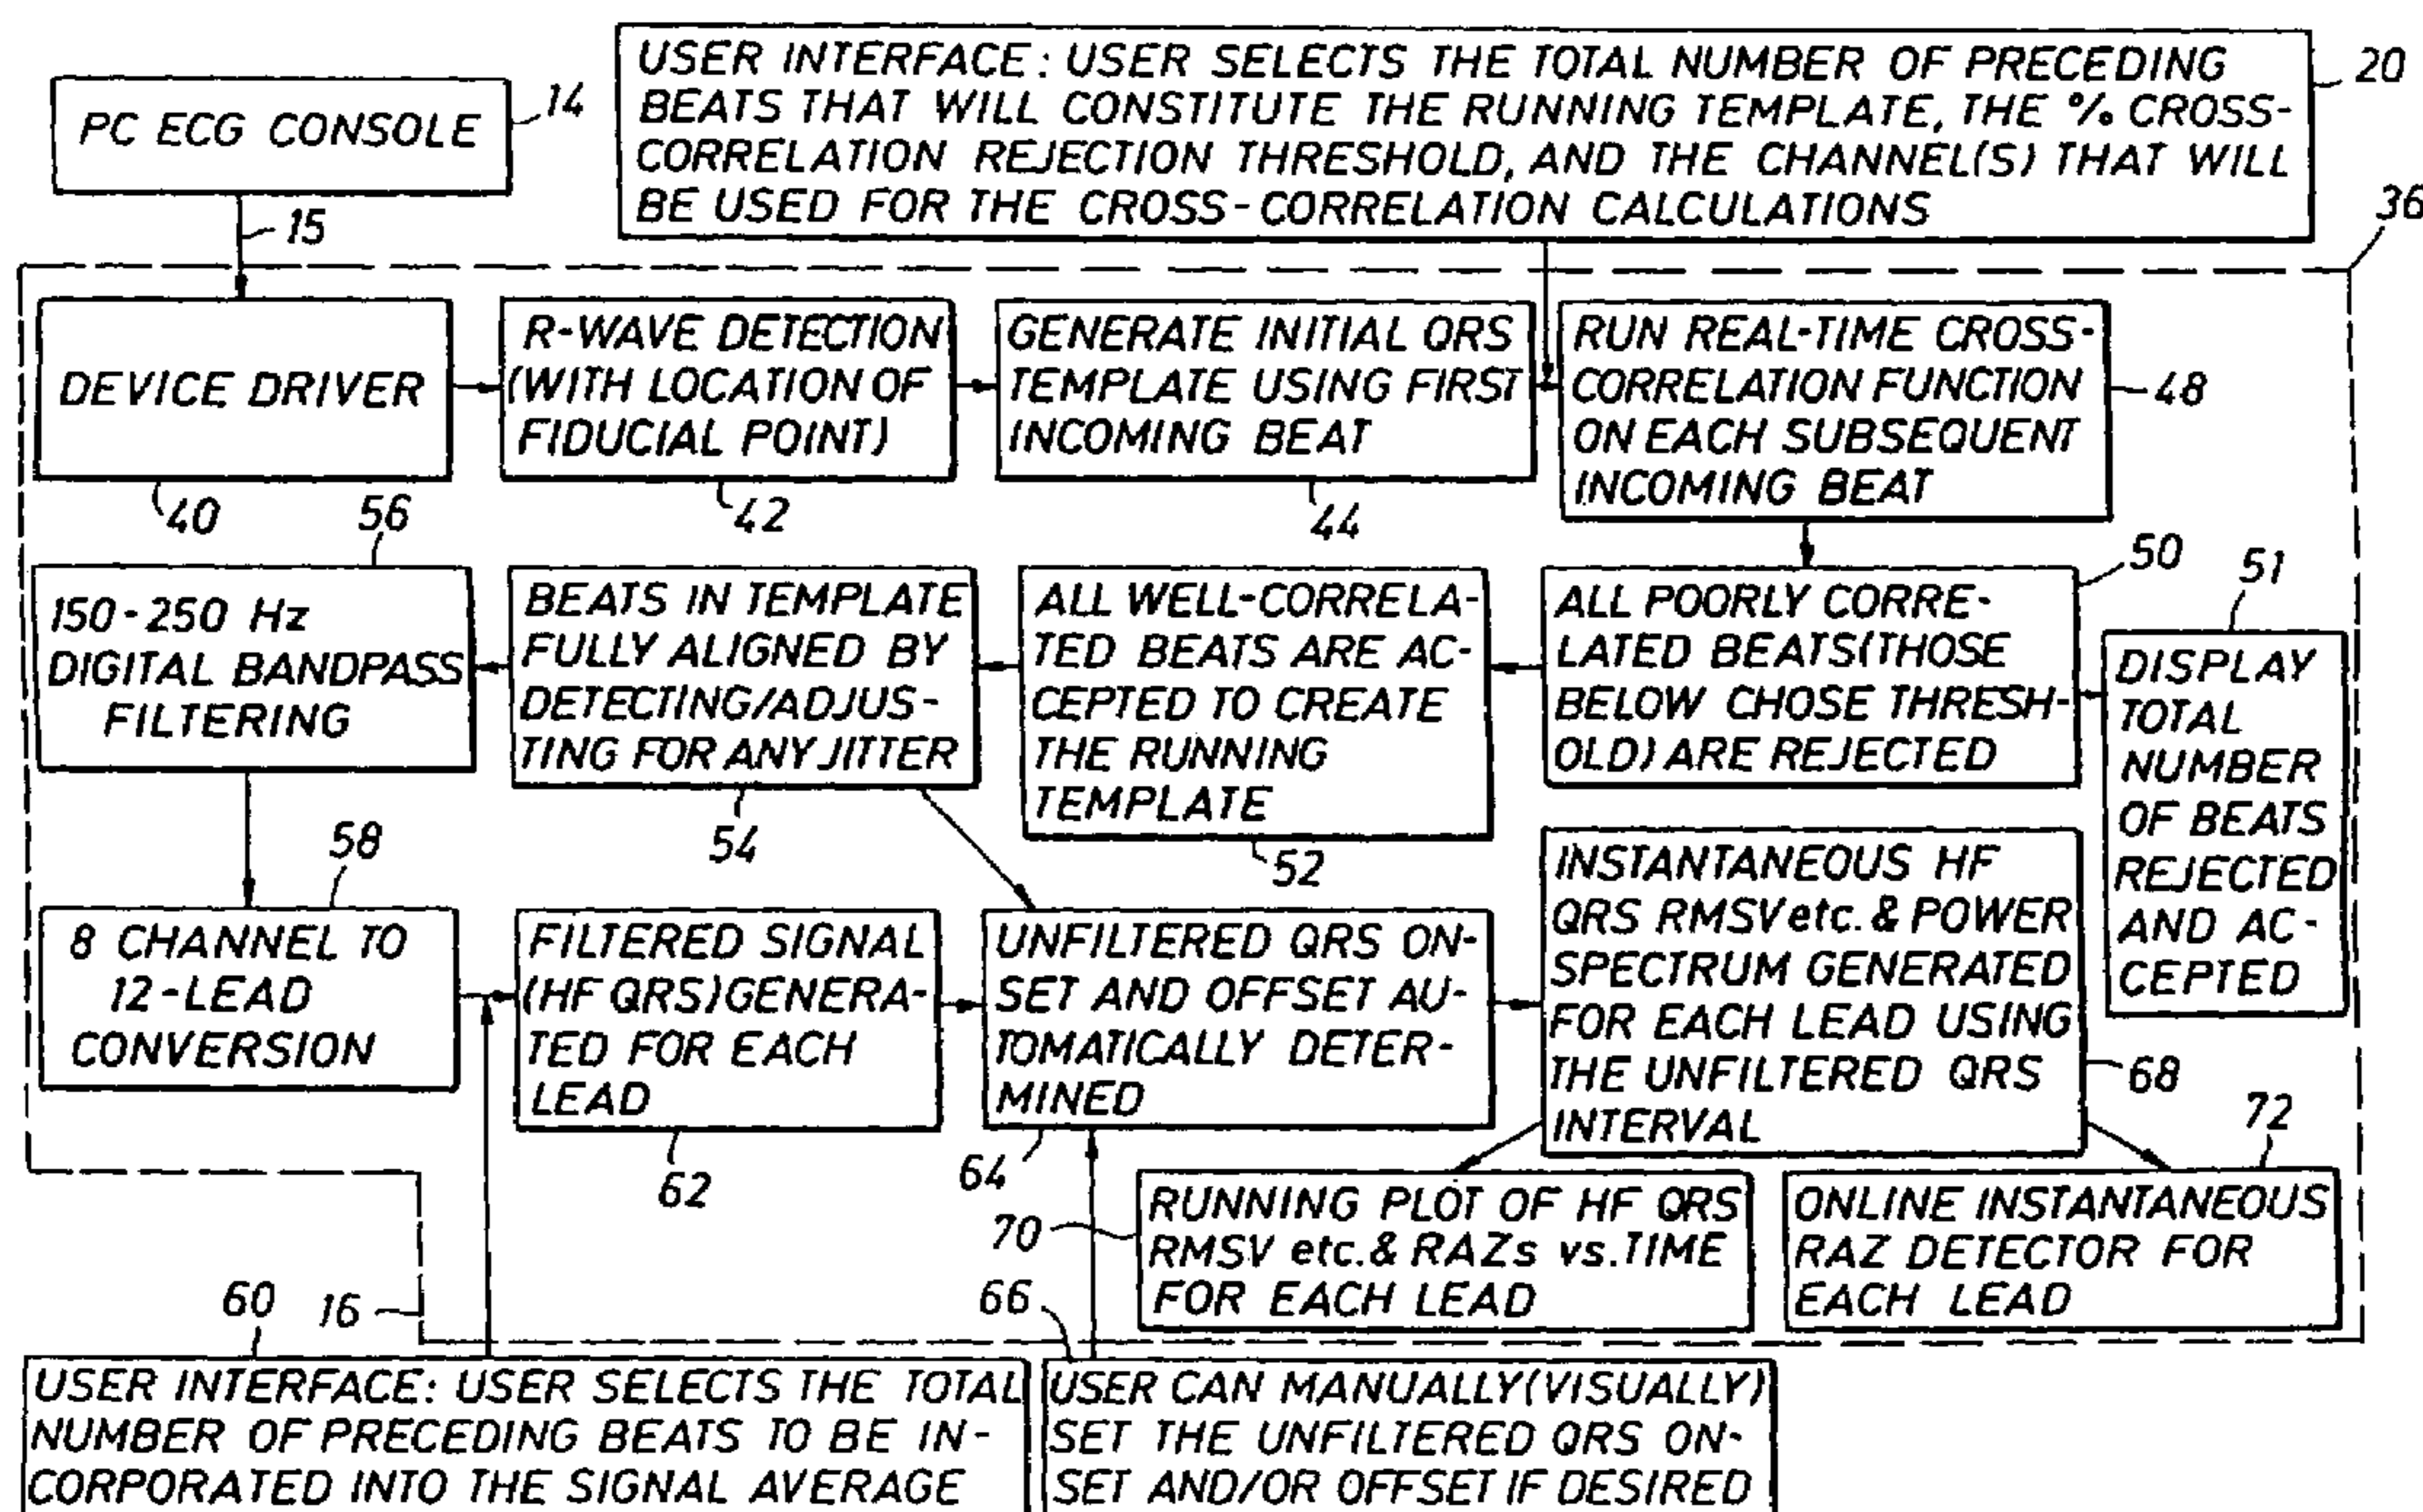 PC ECG CONSOLE
14
15
USER INTERFACE: USER SELECTS THE TOTAL NUMBER OF PRECEDING
BEATS THAT WILL CONSTITUTE THE RUNNING TEMPLATE, THE % CROSS-
CORRELATION REJECTION THRESHOLD, AND THE CHANNEL(S) THAT WILL
BE USED FOR THE CROSS-CORRELATION CALCULATIONS
20
36
DEVICE DRIVER
40
R-WAVE DETECTION
(WITH LOCATION OF
FIDUCIAL POINT)
42
GENERATE INITIAL QRS
TEMPLATE USING FIRST
INCOMING BEAT
44
RUN REAL-TIME CROSS-
CORRELATION FUNCTION
ON EACH SUBSEQUENT
INCOMING BEAT
48
ALL POORLY CORRE-
LATED BEATS(THOSE
BELOW CHOSE THRESH-
OLD) ARE REJECTED
50
51
DISPLAY
TOTAL
NUMBER
OF BEATS
REJECTED
AND AC-
CEPTED
ALL WELL-CORRELA-
TED BEATS ARE AC-
CEPTED TO CREATE
THE RUNNING
TEMPLATE
52
BEATS IN TEMPLATE
FULLY ALIGNED BY
DETECTING/ADJUS-
TING FOR ANY JITTER
54
56
150-250 Hz
DIGITAL BANDPASS
FILTERING
58
8 CHANNEL TO
12-LEAD
CONVERSION
FILTERED SIGNAL
(HF QRS)GENERA-
TED FOR EACH
LEAD
62
UNFILTERED QRS ON-
SET AND OFFSET AU-
TOMATICALLY DETER-
MINED
64
INSTANTANEOUS HF
QRS RMSV etc. & POWER
SPECTRUM GENERATED
FOR EACH LEAD USING
THE UNFILTERED QRS
INTERVAL
68
70
RUNNING PLOT OF HF QRS
RMSV etc. & RAZs vs. TIME
FOR EACH LEAD
72
ONLINE INSTANTANEOUS
RAZ DETECTOR FOR
EACH LEAD
60
16
66
USER INTERFACE: USER SELECTS THE TOTAL
NUMBER OF PRECEDING BEATS TO BE IN-
CORPORATED INTO THE SIGNAL AVERAGE
USER CAN MANUALLY(VISUALLY)
SET THE UNFILTERED QRS ON-
SET AND/OR OFFSET IF DESIRED